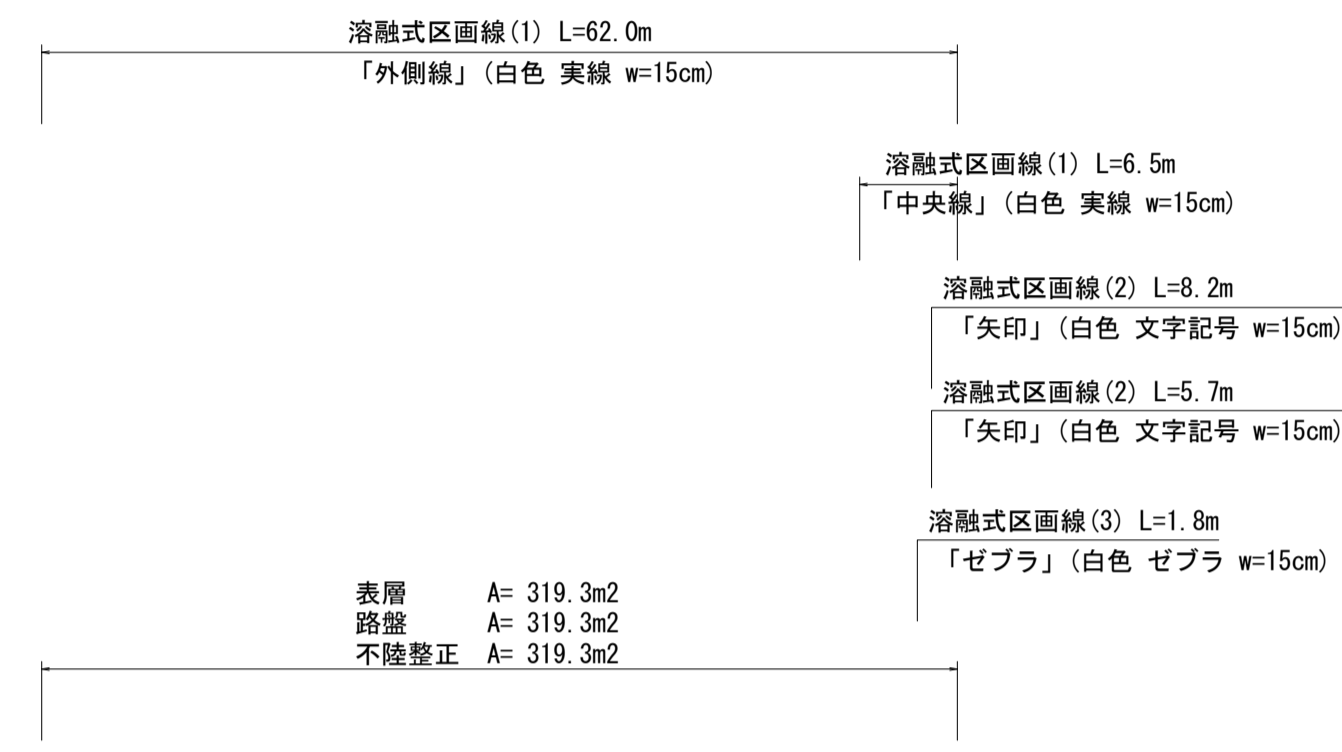 溶融式区画線(1) L=62.0m
「外側線」(白色 実線 w=15cm)
溶融式区画線(1) L=6.5m
「中央線」(白色 実線 w=15cm)
溶融式区画線(2) L=8.2m
「矢印」(白色 文字記号 w=15cm)
溶融式区画線(2) L=5.7m
「矢印」(白色 文字記号 w=15cm)
溶融式区画線(3) L=1.8m
「ゼブラ」(白色 ゼブラ w=15cm)
表層 A= 319.3m2
路盤 A= 319.3m2
不陸整正 A= 319.3m2